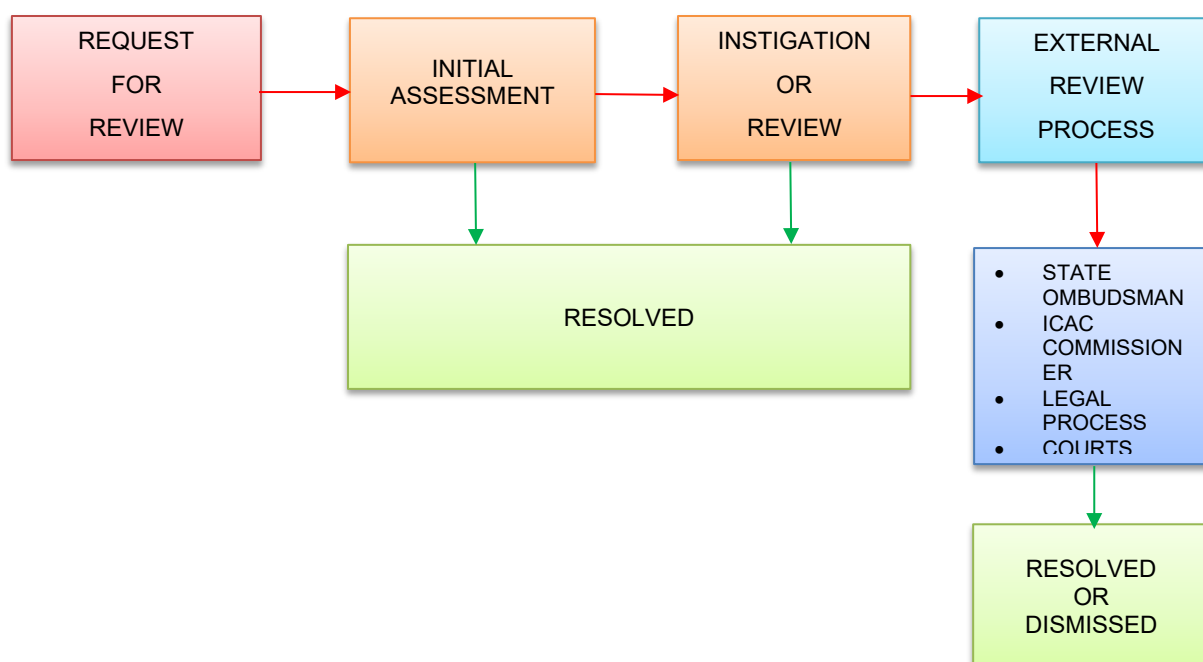 REQUEST
FOR
REVIEW
INITIAL
ASSESSMENT
INSTIGATION
OR
REVIEW
EXTERNAL
REVIEW
PROCESS
RESOLVED
• STATE
OMBUDSMAN
• ICAC
COMMISSION
ER
• LEGAL
PROCESS
• COURTS
RESOLVED
OR
DISMISSED